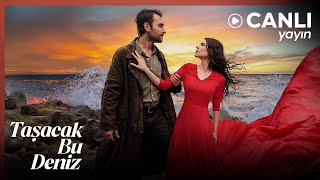 CANLI
yayın
Taşacak
Bu
Deniz